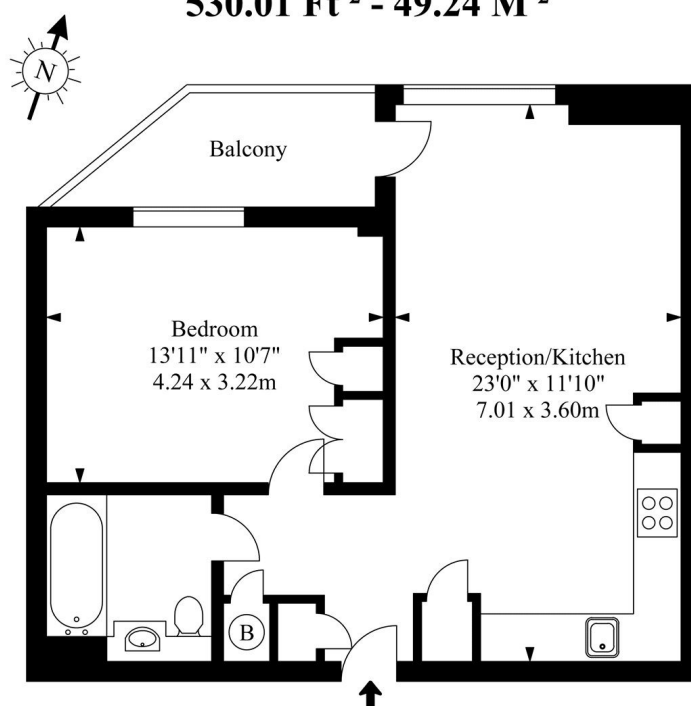 530.01 Ft² - 49.24 M²
N
Balcony
Bedroom
13'11" x 10'7"
4.24 x 3.22m
Reception/Kitchen
23'0" x 11'10"
7.01 x 3.60m
B